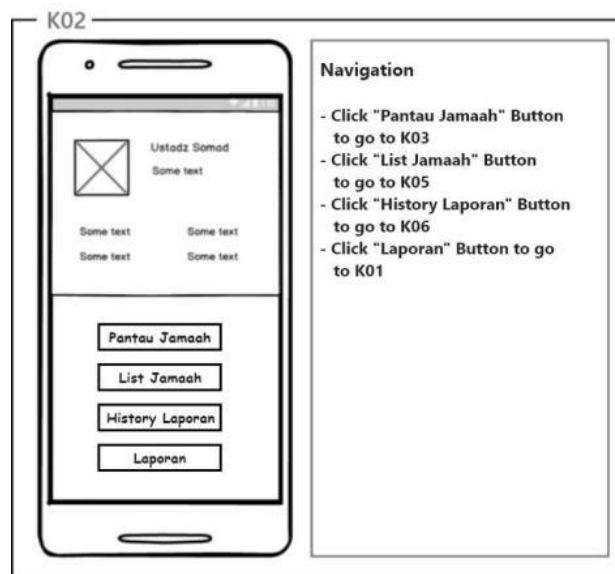 K02
Ustadz Somad
Some text
Some text Some text
Some text Some text
Pantau Jamaah
List Jamaah
History Laporan
Laporan
Navigation
- Click "Pantau Jamaah" Button
to go to K03
- Click "List Jamaah" Button
to go to K05
- Click "History Laporan" Button
to go to K06
- Click "Laporan" Button to go
to K01